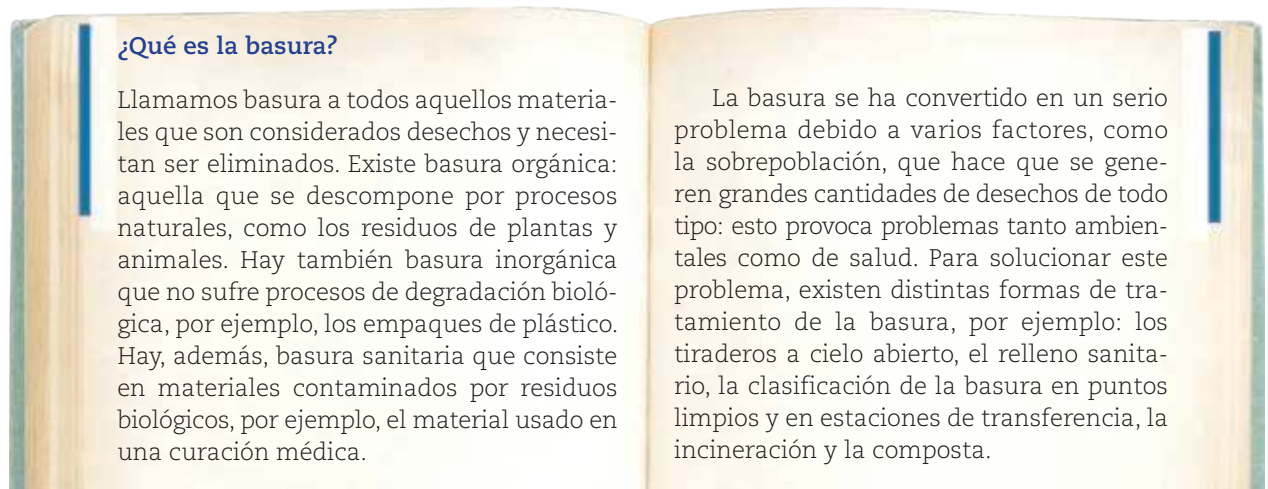 ¿Qué es la basura?
Llamamos basura a todos aquellos materia-
les que son considerados desechos y necesi-
tan ser eliminados. Existe basura orgánica:
aquella que se descompone por procesos
naturales, como los residuos de plantas y
animales. Hay también basura inorgánica
que no sufre procesos de degradación bioló-
gica, por ejemplo, los empaques de plástico.
Hay, además, basura sanitaria que consiste
en materiales contaminados por residuos
biológicos, por ejemplo, el material usado en
una curación médica.
La basura se ha convertido en un serio
problema debido a varios factores, como
la sobrepoblación, que hace que se gene-
ren grandes cantidades de desechos de todo
tipo: esto provoca problemas tanto ambien-
tales como de salud. Para solucionar este
problema, existen distintas formas de tra-
tamiento de la basura, por ejemplo: los
tiraderos a cielo abierto, el relleno sanita-
rio, la clasificación de la basura en puntos
limpios y en estaciones de transferencia, la
incineración y la composta.